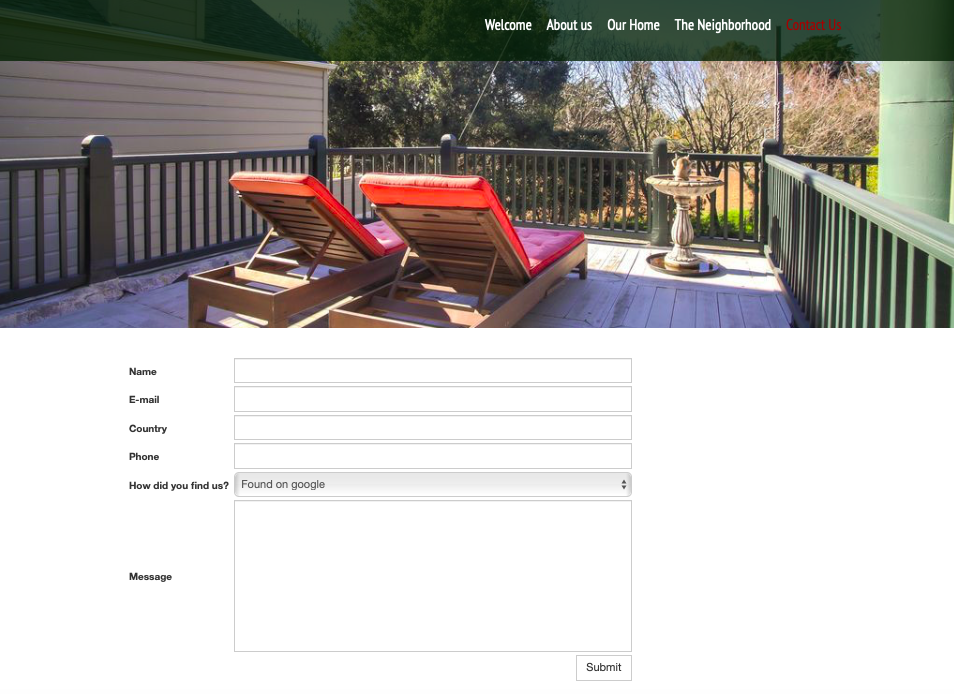 Welcome About us Our Home The Neighborhood Contact Us
Name
E-mail
Country
Phone
How did you find us? Found on google
Message
Submit